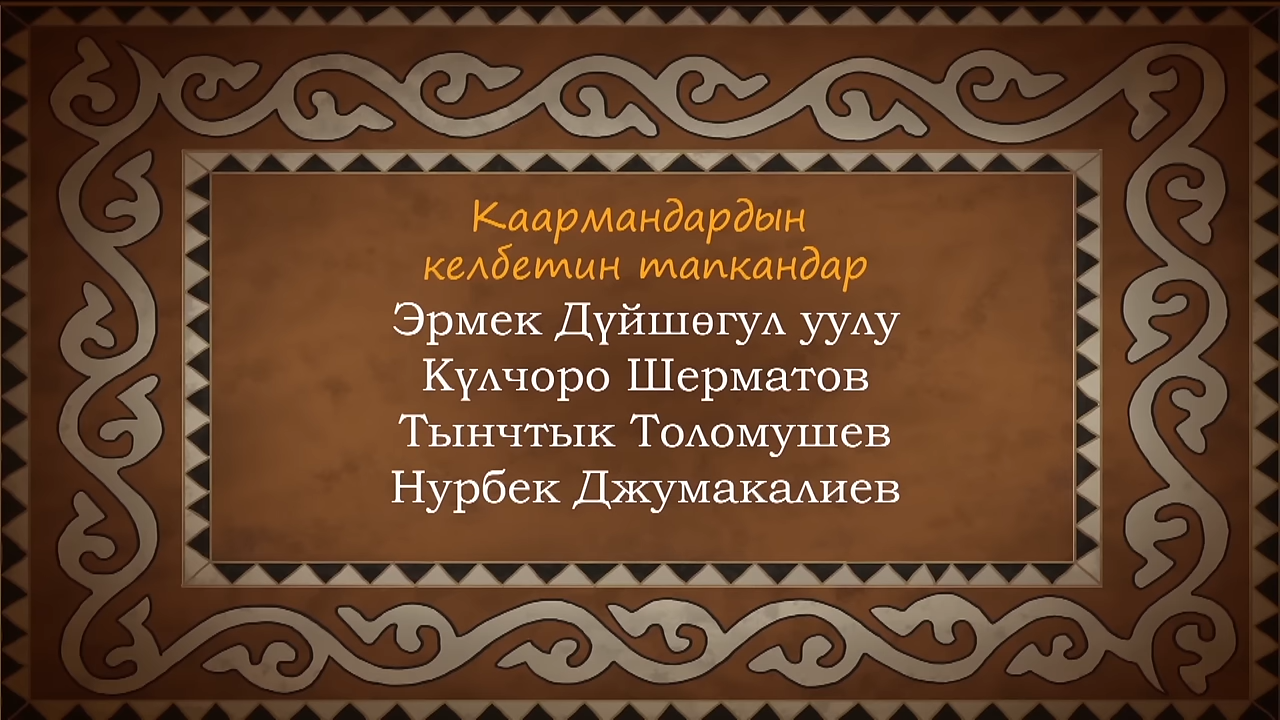 Каармандардын
келбетин тапкандар
Эрмек Дүйшөгул уулу
Күлчоро Шерматов
Тынчтык Толомушев
Нурбек Джумакалиев